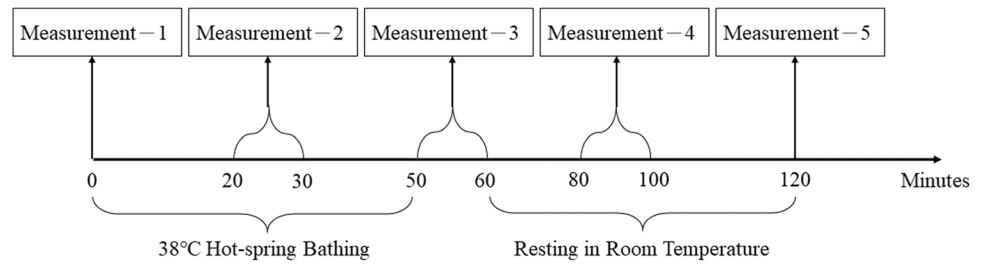 Measurement－1 Measurement－2 Measurement－3 Measurement－4 Measurement－5
0 20 30 50 60 80 100 120 Minutes
38℃ Hot-spring Bathing Resting in Room Temperature